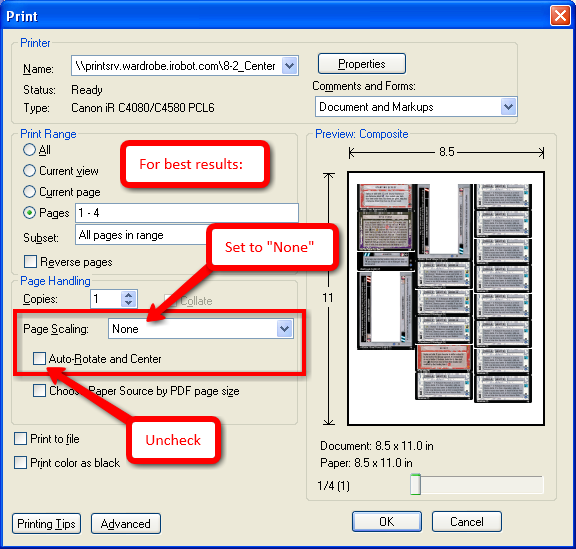 Print
Printer
Name:
\\printsrv.wardrobe.irobot.com\8-2_Center
Properties
Status: Ready
Comments and Forms:
Type: Canon iR C4080/C4580 PCL6
Document and Markups
Print Range
All
Current view
Current page
Pages
1 - 4
Subset:
All pages in range
Reverse pages
For best results:
Set to "None"
Page Handling
Copies:
1
Collate
Page Scaling:
None
Auto-Rotate and Center
Choose Paper Source by PDF page size
Uncheck
Print to file
Print color as black
Printing Tips
Advanced
Preview: Composite
8.5
11
Document: 8.5 x 11.0 in
Paper: 8.5 x 11.0 in
1/4 (1)
OK
Cancel